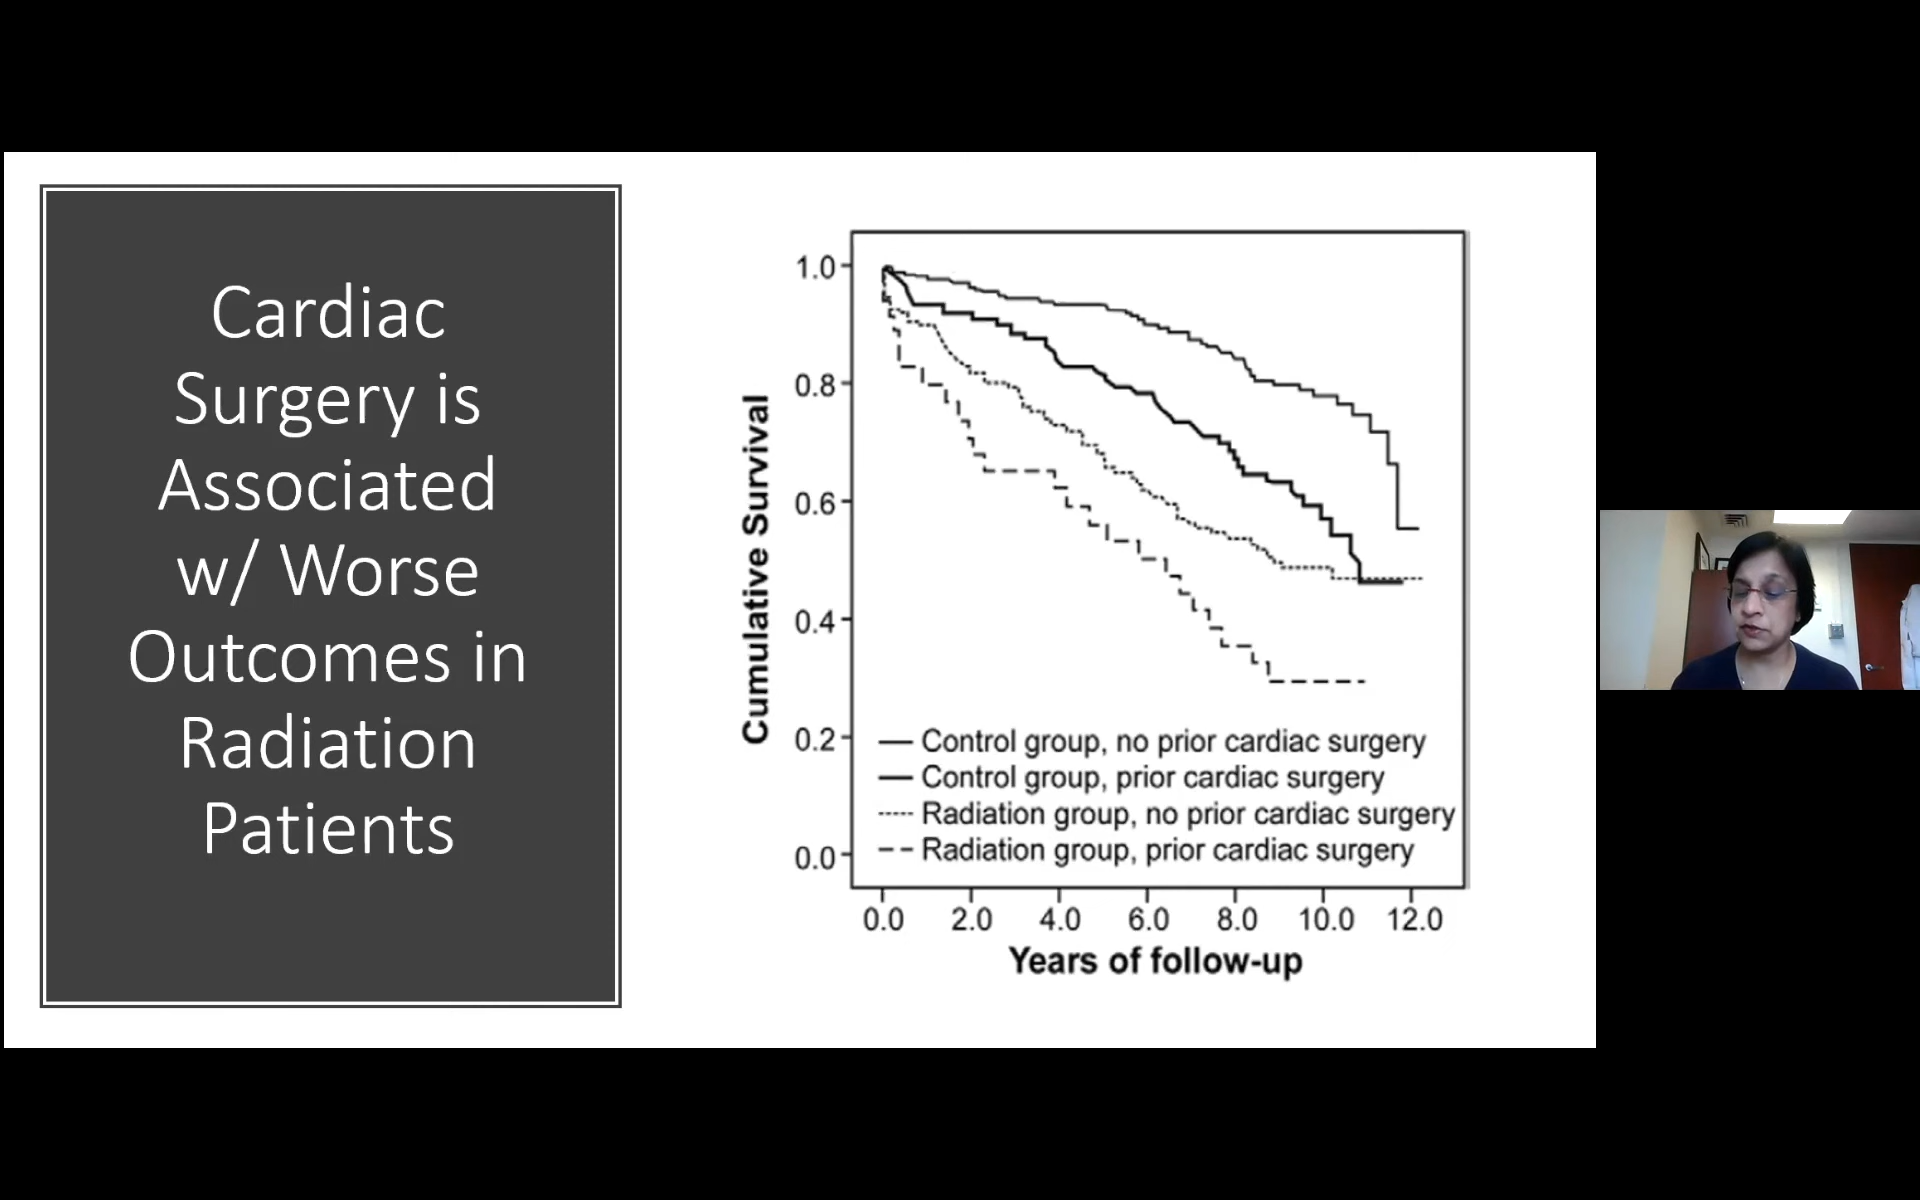 Cardiac
Surgery is
Associated
w/ Worse
Outcomes in
Radiation
Patients
Cumulative Survival
1.0
0.8
0.6
0.4
0.2
0.0
Control group, no prior cardiac surgery
Control group, prior cardiac surgery
Radiation group, no prior cardiac surgery
Radiation group, prior cardiac surgery
0.0 2.0 4.0 6.0 8.0 10.0 12.0
Years of follow-up